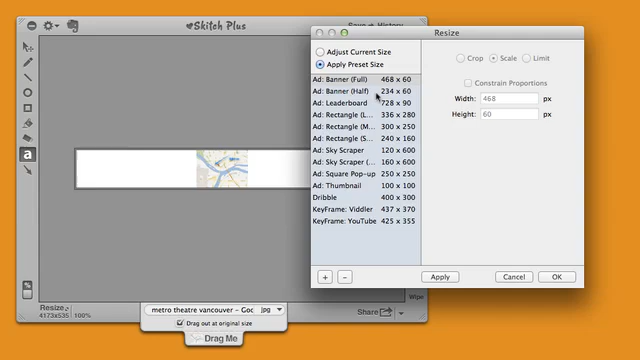 Skitch Plus
Save
History
Resize
Adjust Current Size
Apply Preset Size
Ad: Banner (Full) 468 x 60
Ad: Banner (Half) 234 x 60
Ad: Leaderboard 728 x 90
Ad: Rectangle (L... 336 x 280
Ad: Rectangle (M... 300 x 250
Ad: Rectangle (S... 240 x 160
Ad: Sky Scraper 120 x 600
Ad: Sky Scraper (... 160 x 600
Ad: Square Pop-up 250 x 250
Ad: Thumbnail 100 x 100
Dribble 400 x 300
KeyFrame: Viddler 437 x 370
KeyFrame: YouTube 425 x 355
Crop Scale Limit
Constrain Proportions
Width: 468 px
Height: 60 px
+ -
Apply Cancel OK
a
Resize
4173x535 100%
metro theatre vancouver - Goo jpg
Drag out at original size
Drag Me
Share
Wipe